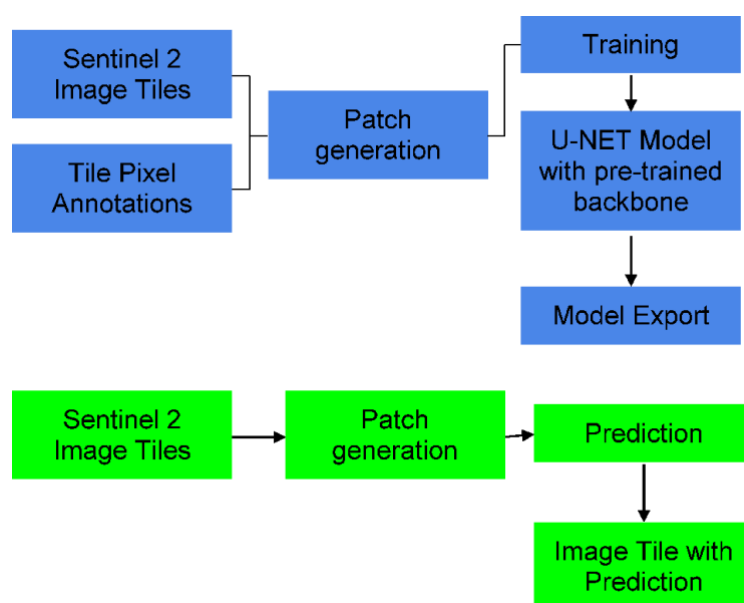 Sentinel 2
Image Tiles
Tile Pixel
Annotations
Patch
generation
Training
U-NET Model
with pre-trained
backbone
Model Export
Sentinel 2
Image Tiles
Patch
generation
Prediction
Image Tile with
Prediction